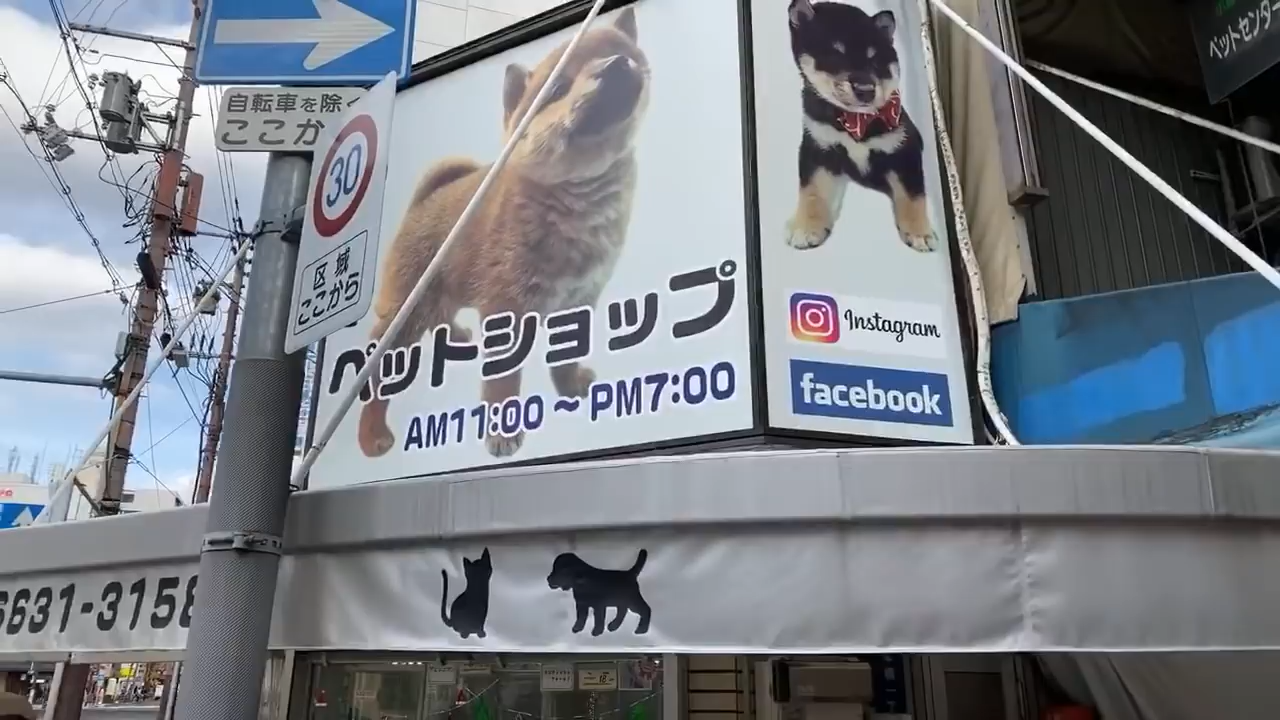 自転車を除く
ここか
30
区域
ここから
ペットショップ
AM11:00～PM7:00
Instagram
facebook
ペットセンター
6631-3158